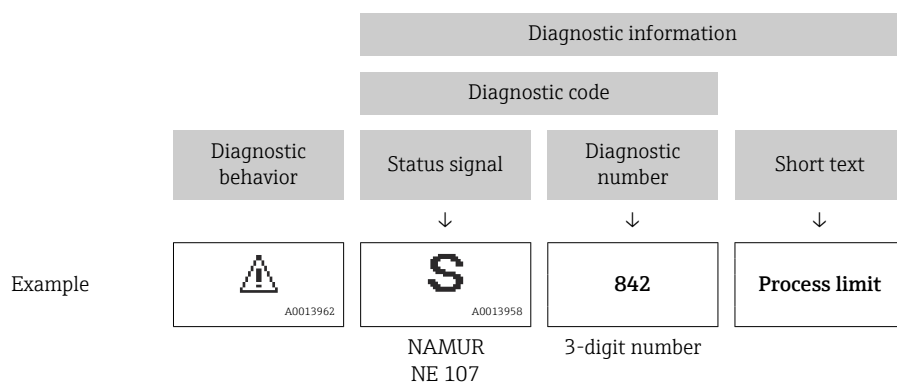 Diagnostic information
Diagnostic code
Diagnostic
behavior
Status signal
Diagnostic
number
Short text
↓ ↓ ↓
Example
A0013962
S
A0013958
842
Process limit
NAMUR
NE 107
3-digit number